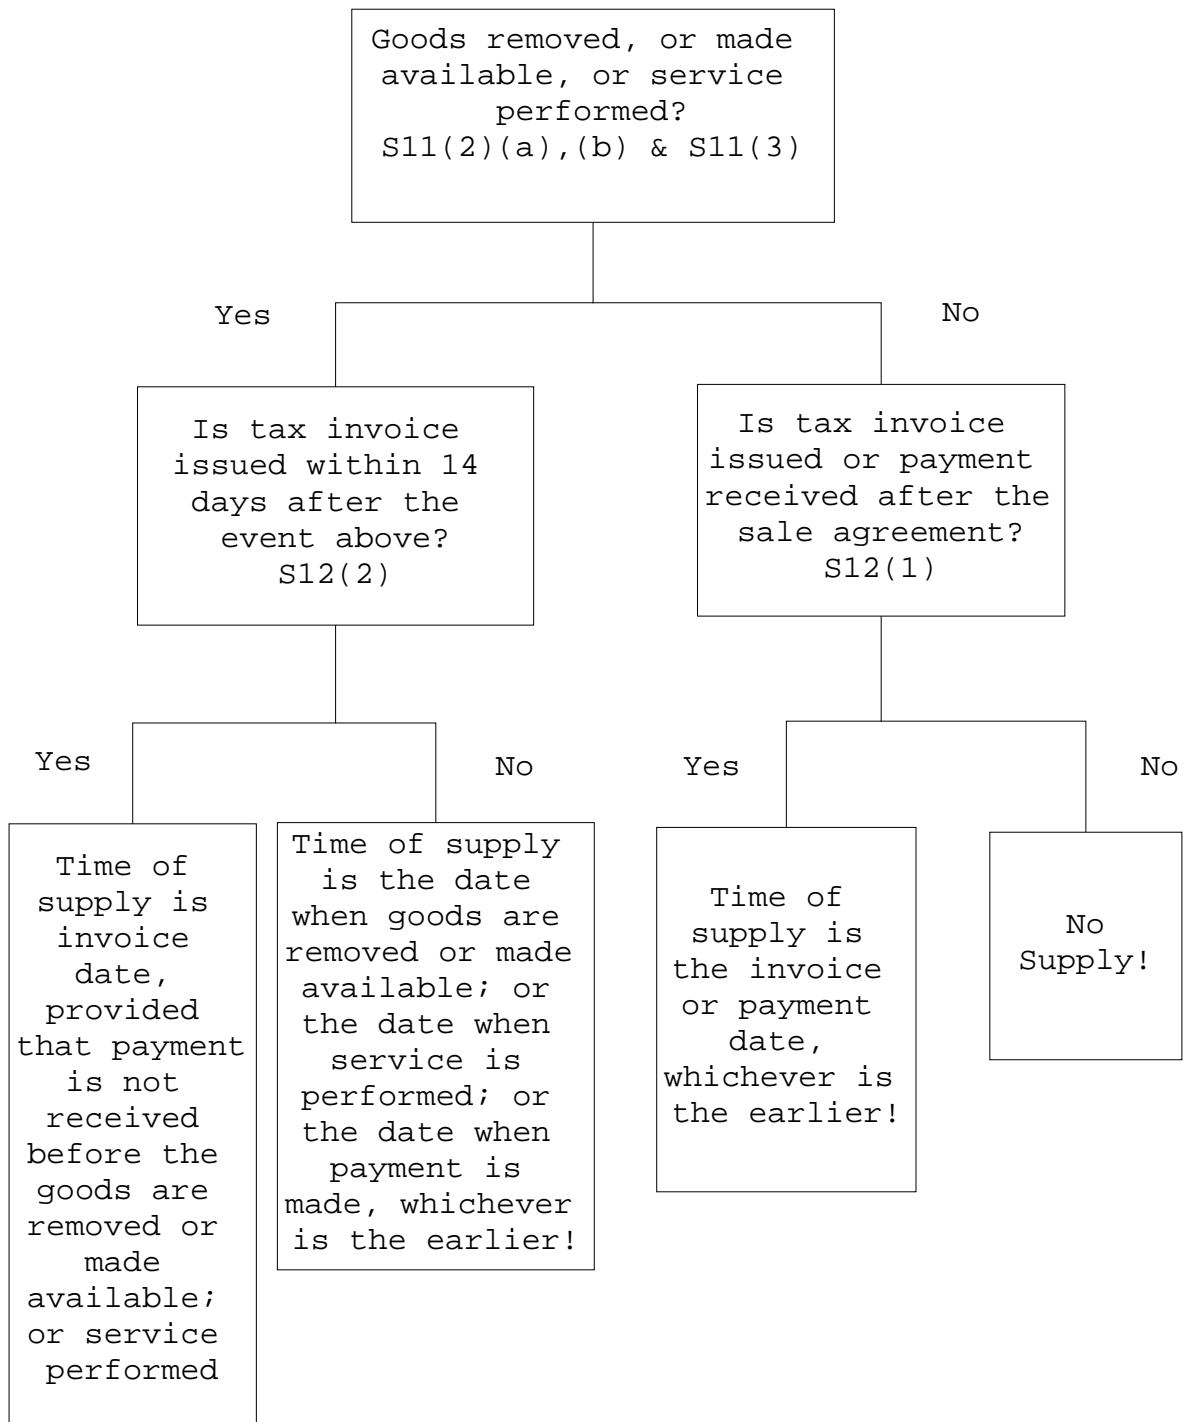 Goods removed, or made
available, or service
performed?
S11(2)(a),(b) & S11(3)
Yes
No
Is tax invoice
issued within 14
days after the
event above?
S12(2)
Is tax invoice
issued or payment
received after the
sale agreement?
S12(1)
Yes
No
Yes
No
Time of
supply is
invoice
date,
provided
that payment
is not
received
before the
goods are
removed or
made
available;
or service
performed
Time of supply
is the date
when goods are
removed or made
available; or
the date when
service is
performed; or
the date when
payment is
made, whichever
is the earlier!
Time of
supply is
the invoice
or payment
date,
whichever is
the earlier!
No
Supply!